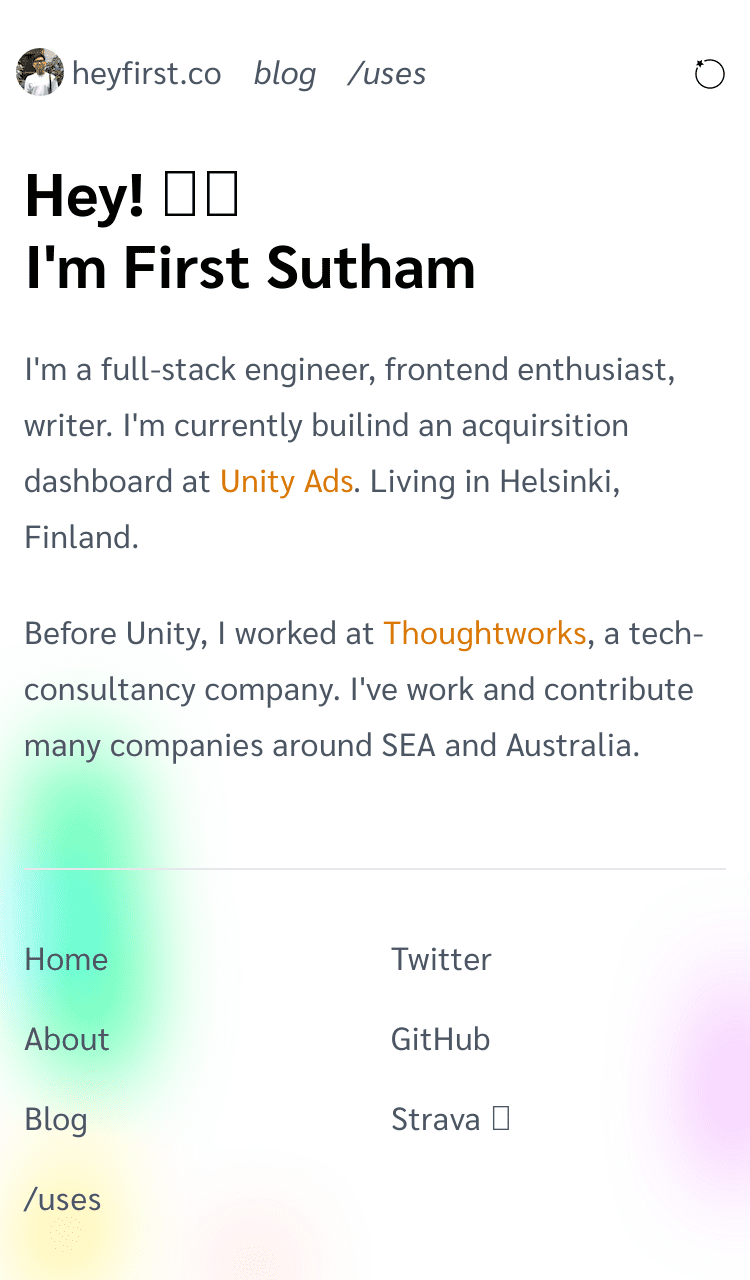 heyfirst.co blog /uses
Hey! 
I'm First Sutham
I'm a full-stack engineer, frontend enthusiast,
writer. I'm currently builind an acquirsition
dashboard at Unity Ads. Living in Helsinki,
Finland.
Before Unity, I worked at Thoughtworks, a tech-
consultancy company. I've work and contribute
many companies around SEA and Australia.
Home
About
Blog
/uses
Twitter
GitHub
Strava